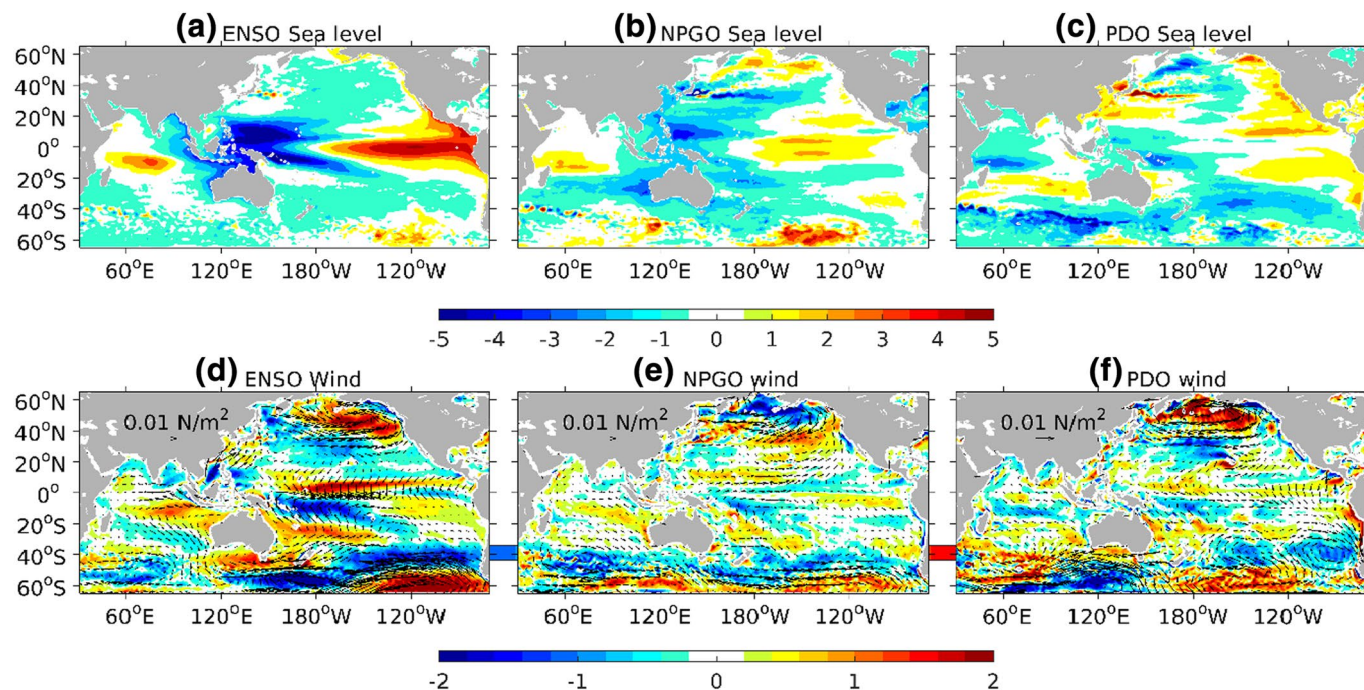 (a) ENSO Sea level
(b) NPGO Sea level
(c) PDO Sea level
60°N
40°N
20°N
0°
20°S
40°S
60°S
60°E 120°E 180°W 120°W
60°E 120°E 180°W 120°W
60°E 120°E 180°W 120°W
-5 -4 -3 -2 -1 0 1 2 3 4 5
(d) ENSO Wind
(e) NPGO wind
(f) PDO wind
0.01 N/m²
0.01 N/m²
0.01 N/m²
60°N
40°N
20°N
0°
20°S
40°S
60°S
60°E 120°E 180°W 120°W
60°E 120°E 180°W 120°W
60°E 120°E 180°W 120°W
-2 -1 0 1 2